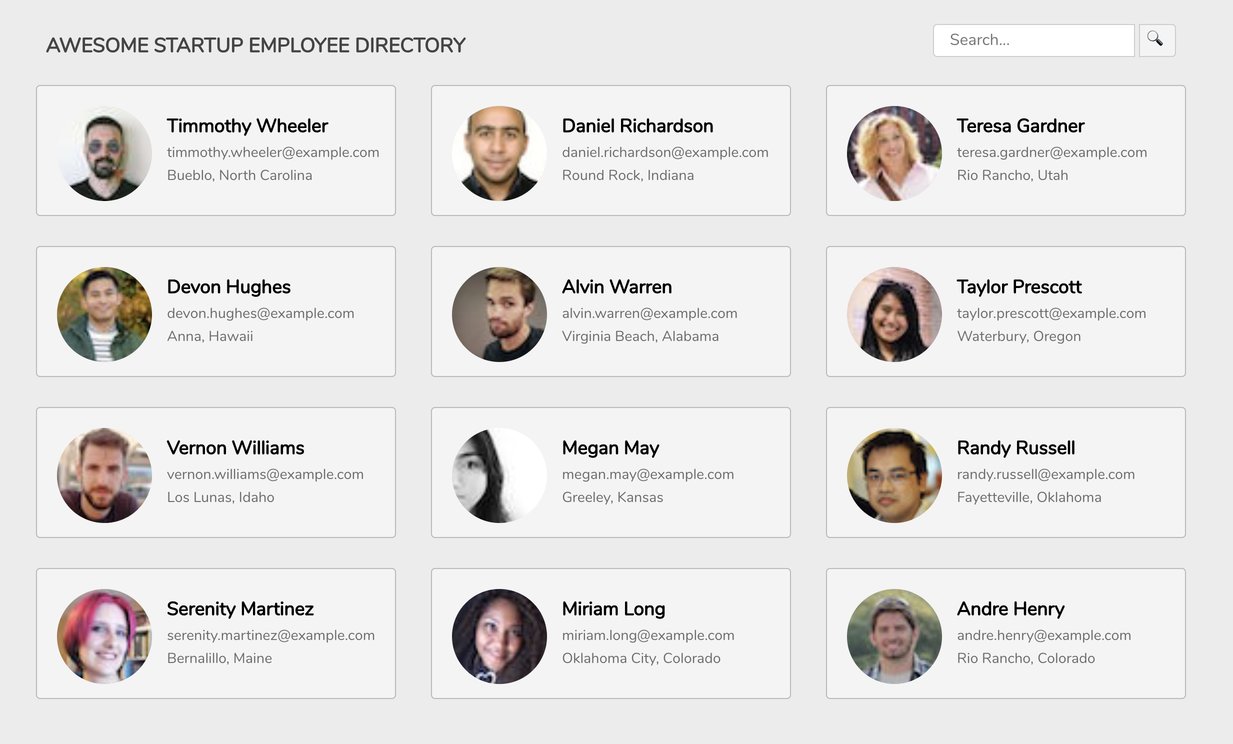 AWESOME STARTUP EMPLOYEE DIRECTORY
Search...
Timmothy Wheeler
timmothy.wheeler@example.com
Bueblo, North Carolina
Daniel Richardson
daniel.richardson@example.com
Round Rock, Indiana
Teresa Gardner
teresa.gardner@example.com
Rio Rancho, Utah
Devon Hughes
devon.hughes@example.com
Anna, Hawaii
Alvin Warren
alvin.warren@example.com
Virginia Beach, Alabama
Taylor Prescott
taylor.prescott@example.com
Waterbury, Oregon
Vernon Williams
vernon.williams@example.com
Los Lunas, Idaho
Megan May
megan.may@example.com
Greeley, Kansas
Randy Russell
randy.russell@example.com
Fayetteville, Oklahoma
Serenity Martinez
serenity.martinez@example.com
Bernalillo, Maine
Miriam Long
miriam.long@example.com
Oklahoma City, Colorado
Andre Henry
andre.henry@example.com
Rio Rancho, Colorado